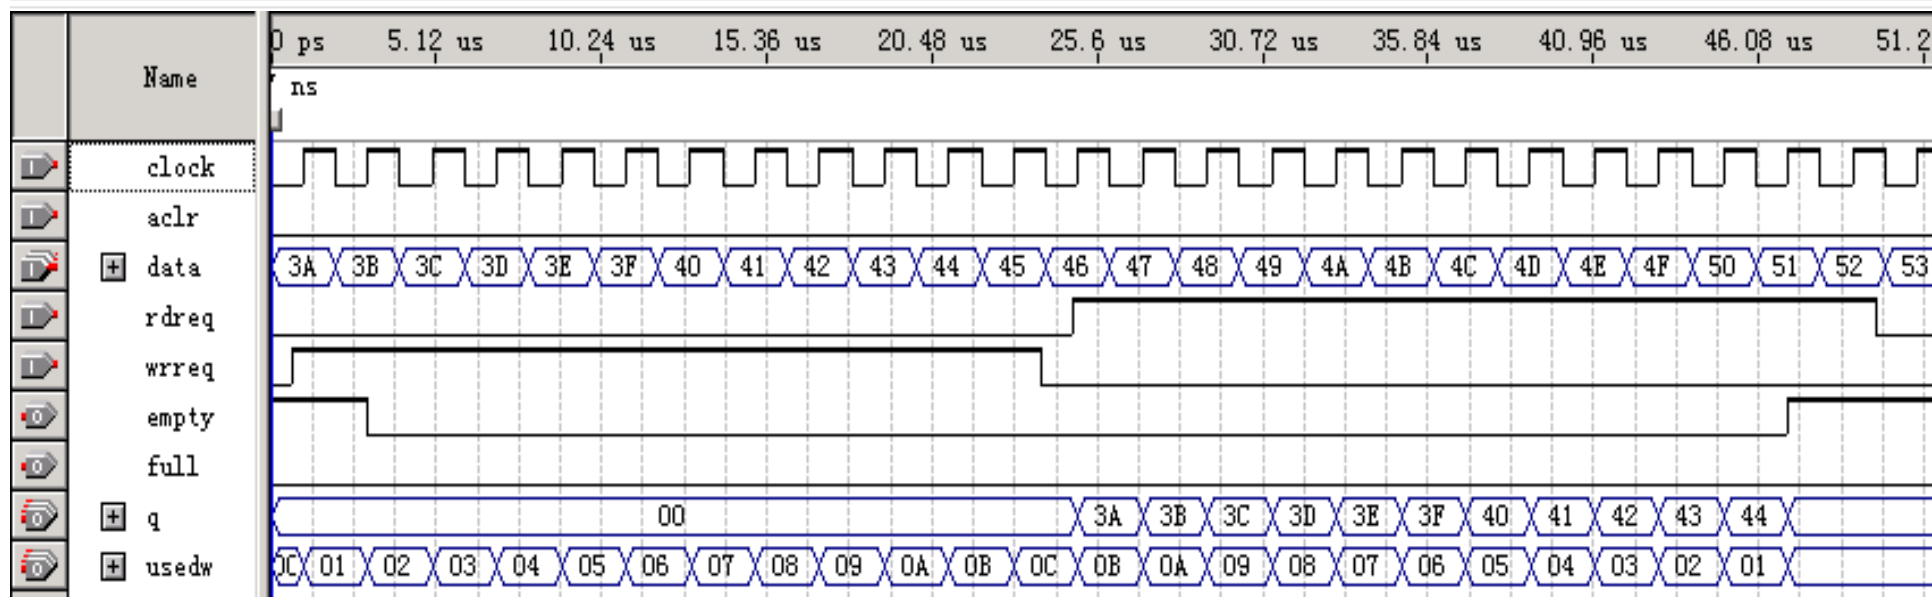 0 ps 5.12 us 10.24 us 15.36 us 20.48 us 25.6 us 30.72 us 35.84 us 40.96 us 46.08 us 51.2
Name
ns
clock
aclr
data 3A 3B 3C 3D 3E 3F 40 41 42 43 44 45 46 47 48 49 4A 4B 4C 4D 4E 4F 50 51 52 53
rdreq
wrreq
empty
full
q 00 3A 3B 3C 3D 3E 3F 40 41 42 43 44
usedw 01 02 03 04 05 06 07 08 09 0A 0B 0C 0B 0A 09 08 07 06 05 04 03 02 01